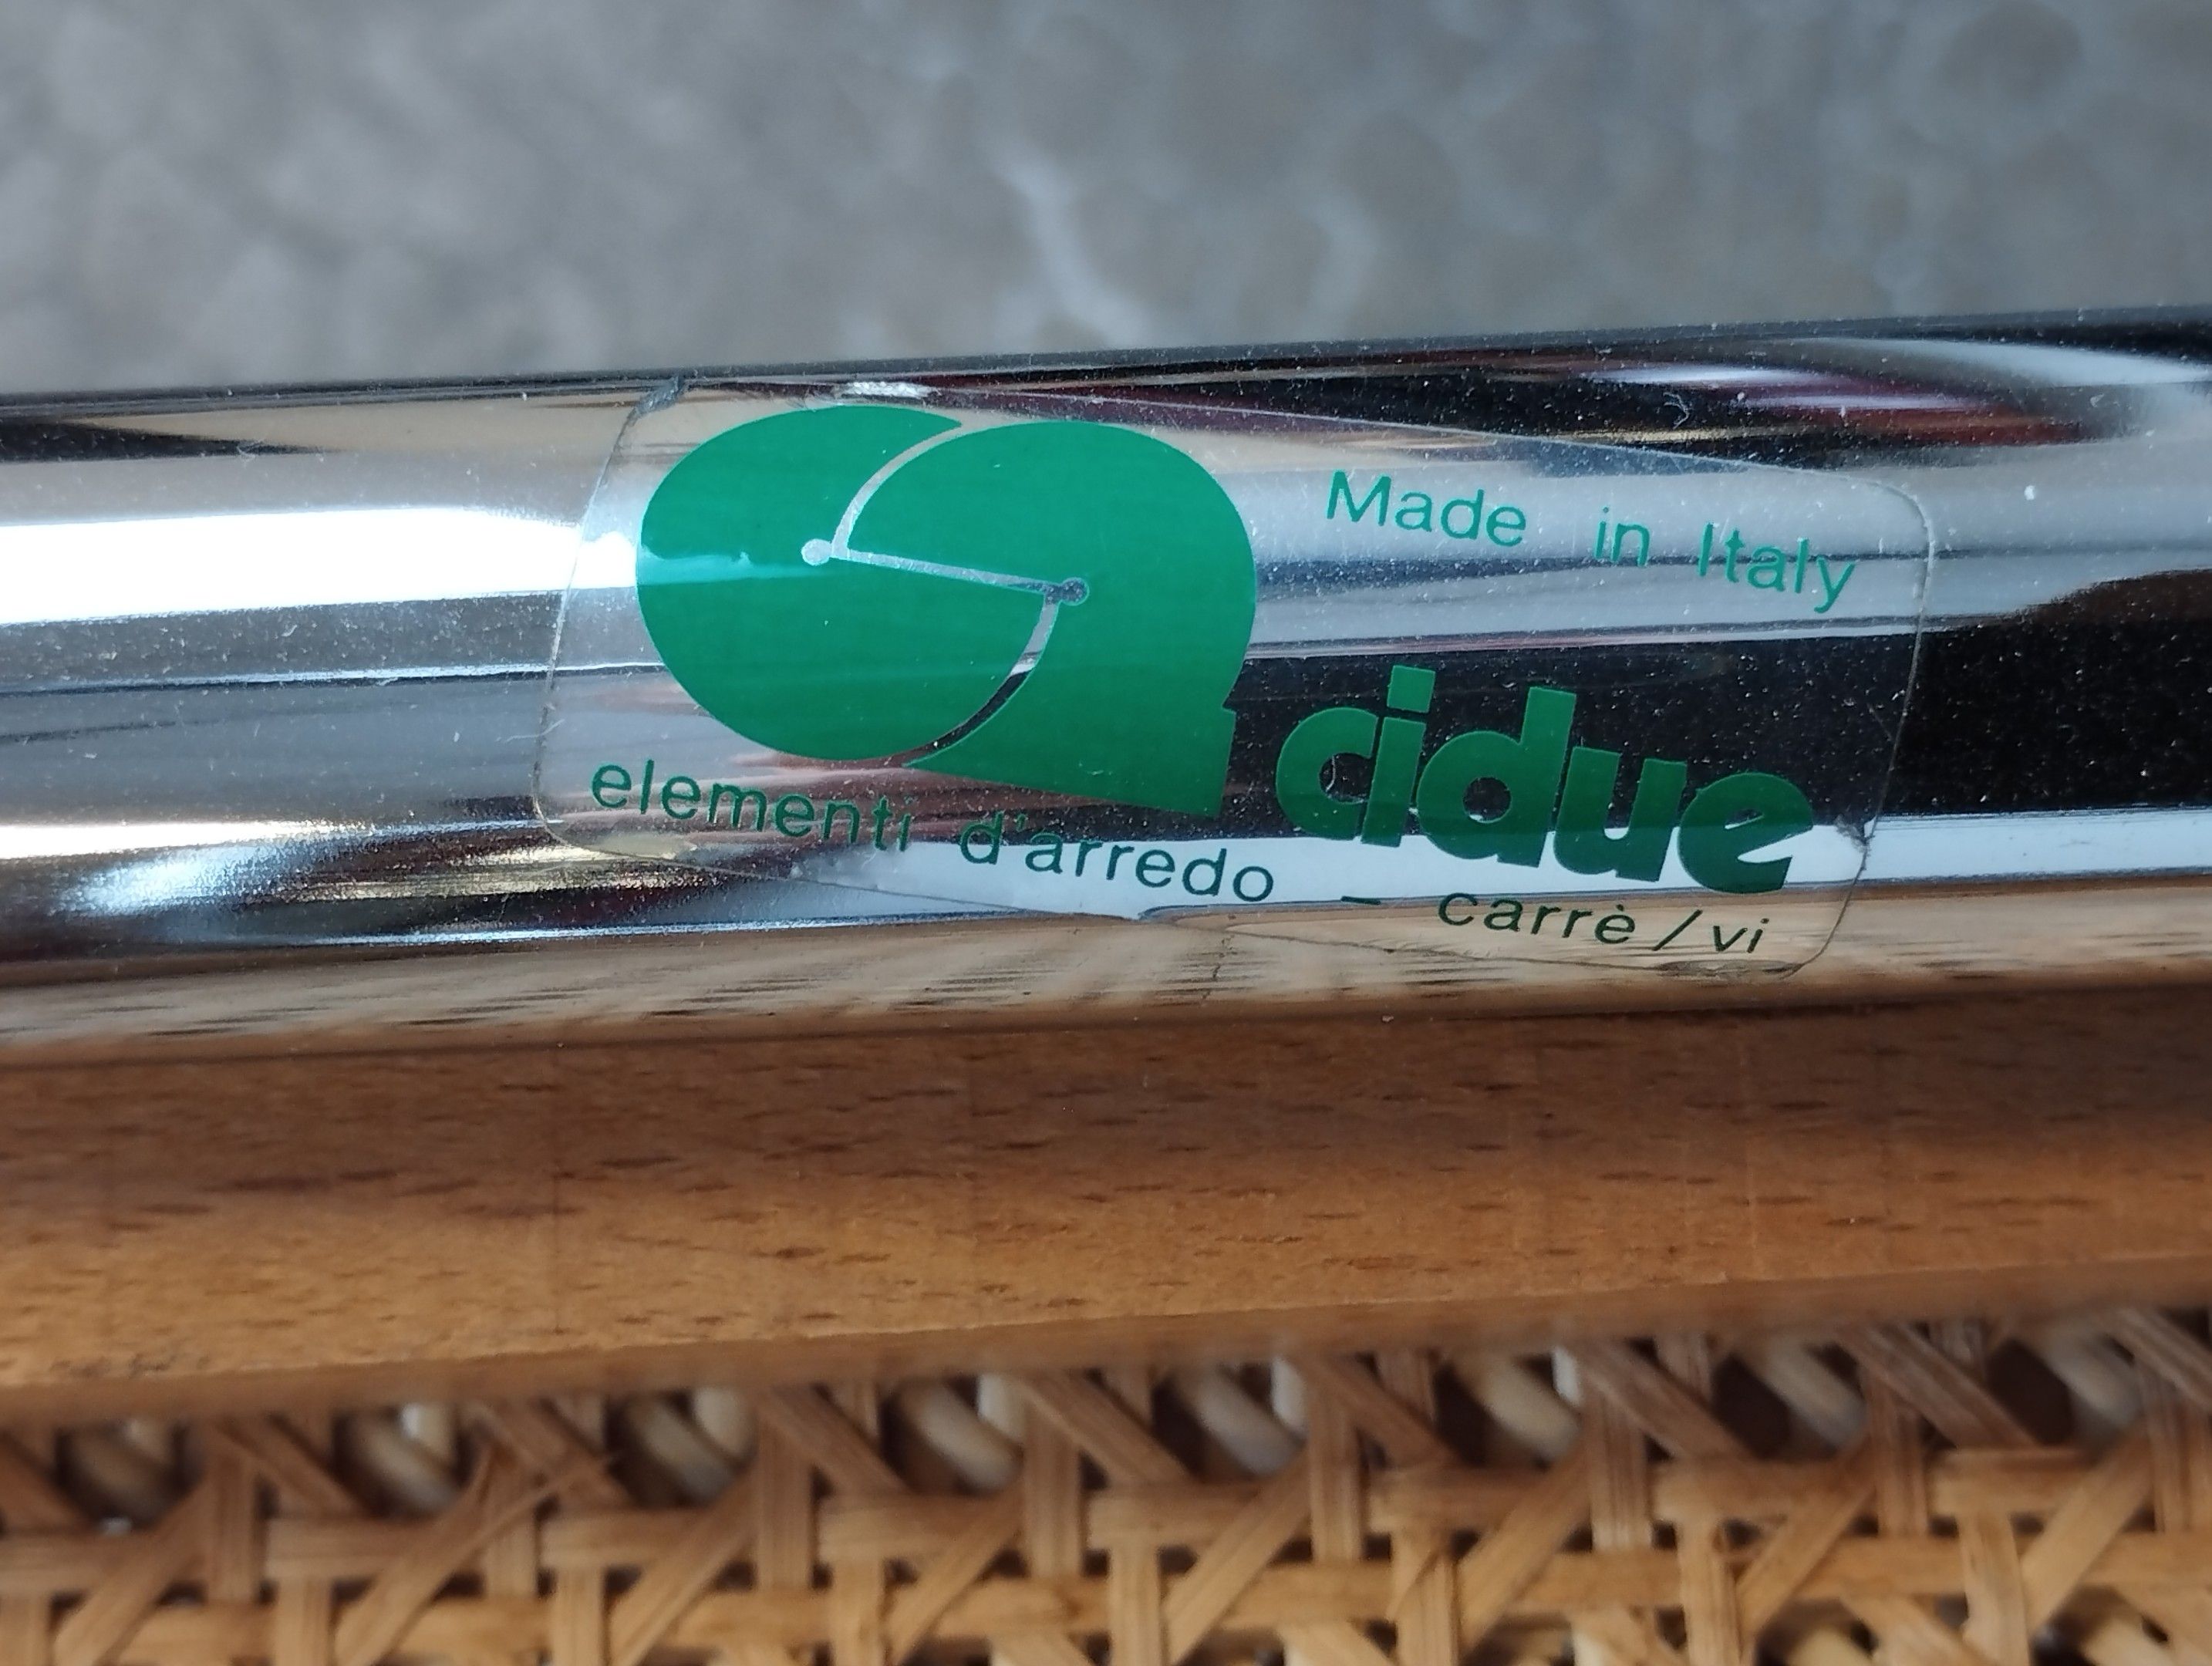 Made in Italy
cidue
elementi d'arredo – carrè / vi